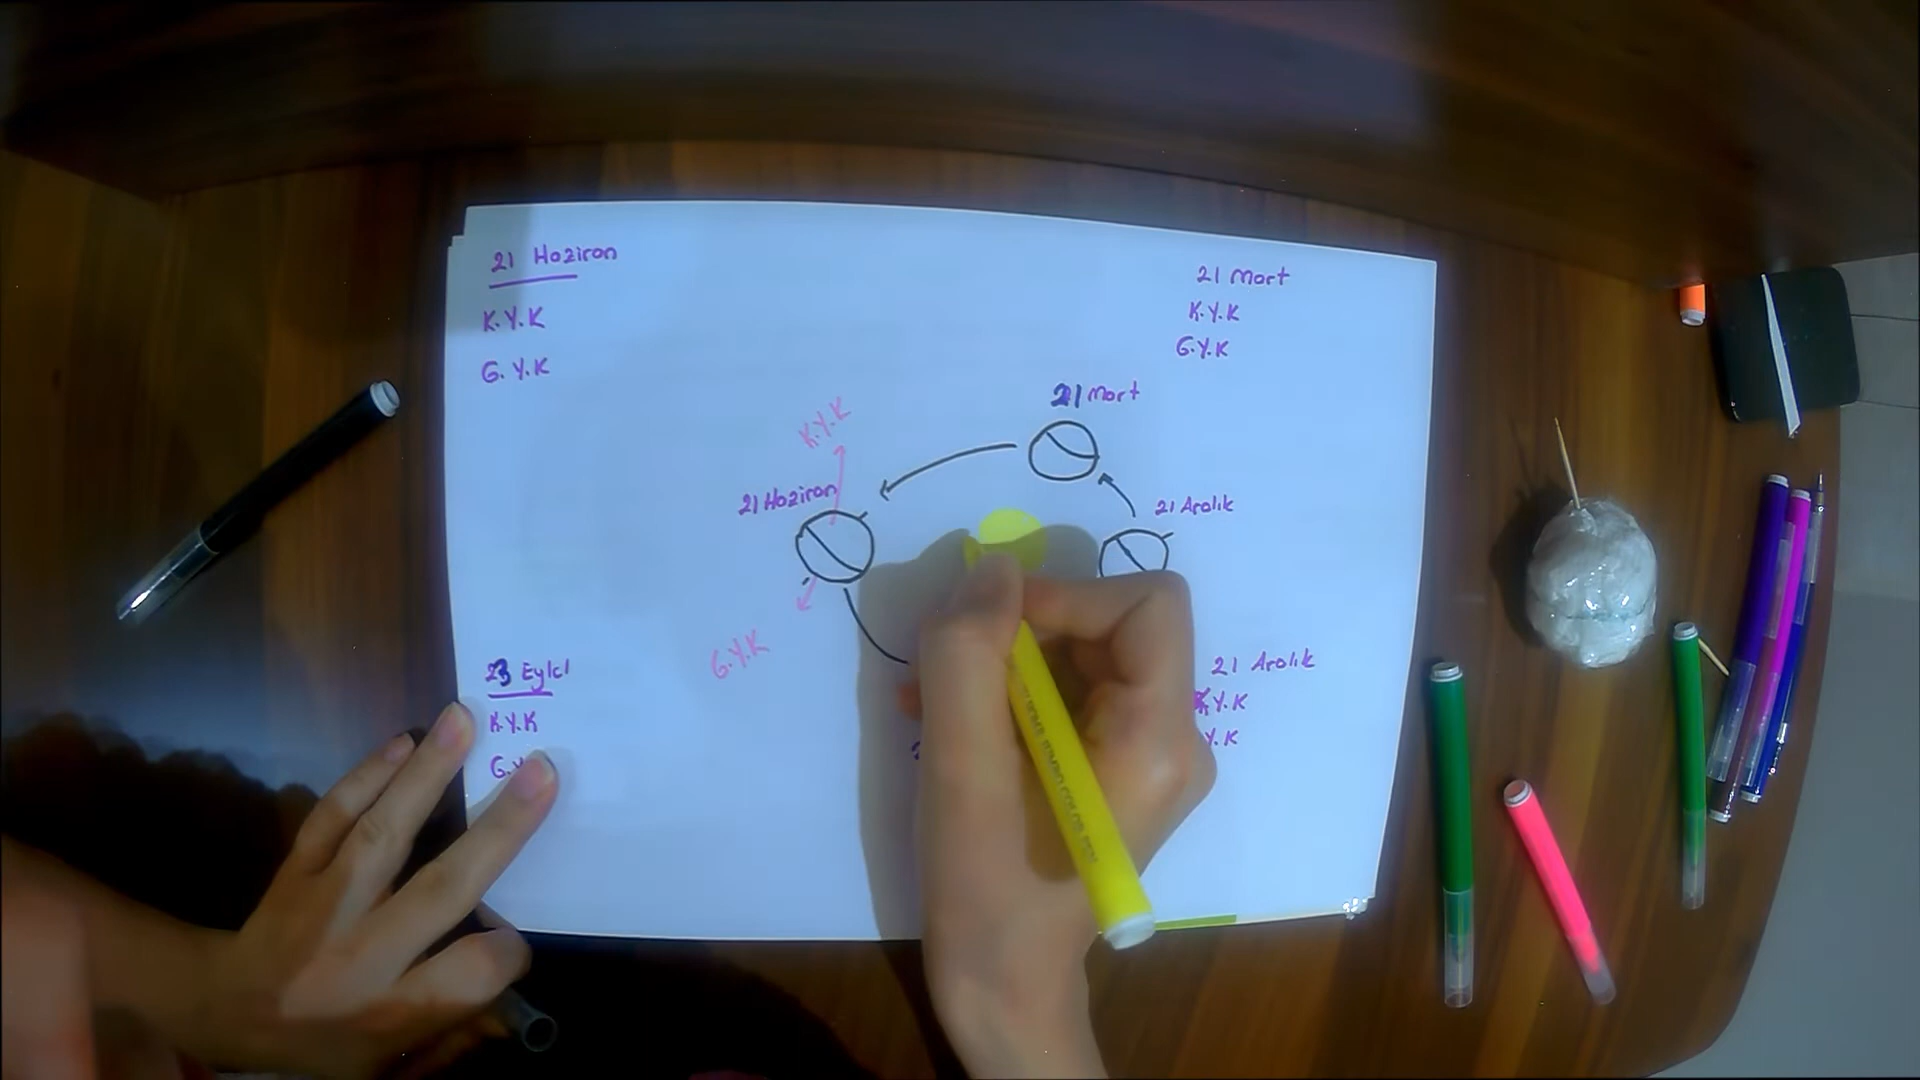 21 Haziran
K.Y.K
G.Y.K
21 Mart
K.Y.K
G.Y.K
21 Mart
K.Y.K
21 Haziran
21 Aralık
G.Y.K
23 Eylül
K.Y.K
21 Aralık
K Y.K
Y.K